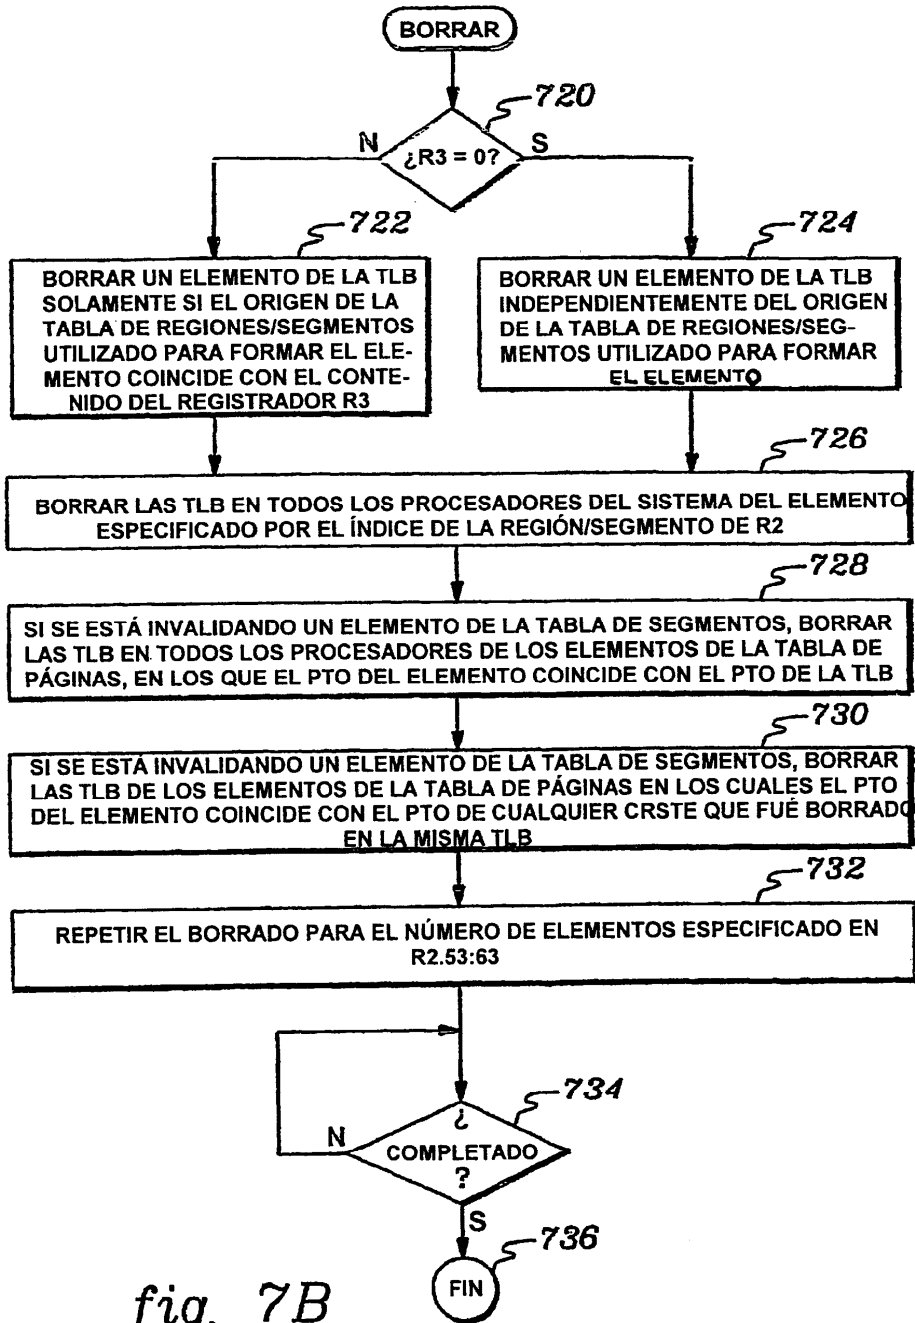 BORRAR
720
N
¿R3 = 0?
S
722
BORRAR UN ELEMENTO DE LA TLB
SOLAMENTE SI EL ORIGEN DE LA
TABLA DE REGIONES/SEGMENTOS
UTILIZADO PARA FORMAR EL ELE-
MENTO COINCIDE CON EL CONTE-
NIDO DEL REGISTRADOR R3
724
BORRAR UN ELEMENTO DE LA TLB
INDEPENDIENTEMENTE DEL ORIGEN
DE LA TABLA DE REGIONES/SEG-
MENTOS UTILIZADO PARA FORMAR
EL ELEMENTO
726
BORRAR LAS TLB EN TODOS LOS PROCESADORES DEL SISTEMA DEL ELEMENTO
ESPECIFICADO POR EL ÍNDICE DE LA REGIÓN/SEGMENTO DE R2
728
SI SE ESTÁ INVALIDANDO UN ELEMENTO DE LA TABLA DE SEGMENTOS, BORRAR
LAS TLB EN TODOS LOS PROCESADORES DE LOS ELEMENTOS DE LA TABLA DE
PÁGINAS, EN LOS QUE EL PTO DEL ELEMENTO COINCIDE CON EL PTO DE LA TLB
730
SI SE ESTÁ INVALIDANDO UN ELEMENTO DE LA TABLA DE SEGMENTOS, BORRAR
LAS TLB DE LOS ELEMENTOS DE LA TABLA DE PÁGINAS EN LOS CUALES EL PTO
DEL ELEMENTO COINCIDE CON EL PTO DE CUALQUIER CRSTE QUE FUÉ BORRADO
EN LA MISMA TLB
732
REPETIR EL BORRADO PARA EL NÚMERO DE ELEMENTOS ESPECIFICADO EN
R2.53:63
734
¿
N
COMPLETADO
?
S
736
FIN
fig. 7B